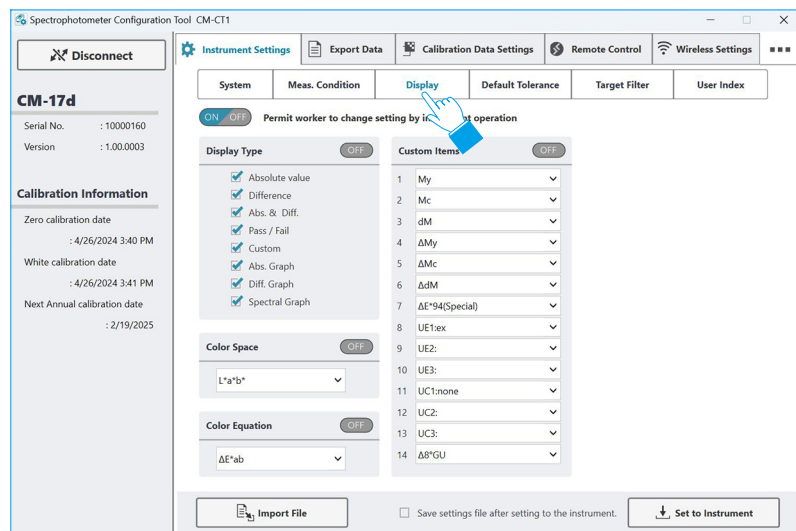 Spectrophotometer Configuration Tool CM-CT1
Disconnect
Instrument Settings
Export Data
Calibration Data Settings
Remote Control
Wireless Settings
System
Meas. Condition
Display
Default Tolerance
Target Filter
User Index
CM-17d
Serial No. : 10000160
Version : 1.00.0003
Calibration Information
Zero calibration date
: 4/26/2024 3:40 PM
White calibration date
: 4/26/2024 3:41 PM
Next Annual calibration date
: 2/19/2025
ON OFF
Permit worker to change setting by operation
Display Type OFF
Absolute value
Difference
Abs. & Diff.
Pass / Fail
Custom
Abs. Graph
Diff. Graph
Spectral Graph
Color Space OFF
L*a*b*
Color Equation OFF
ΔE*ab
Custom Items OFF
1 My
2 Mc
3 dM
4 ΔMy
5 ΔMc
6 ΔdM
7 ΔE*94(Special)
8 UE1:ex
9 UE2:
10 UE3:
11 UC1:none
12 UC2:
13 UC3:
14 Δ8*GU
Import File
Save settings file after setting to the instrument.
Set to Instrument